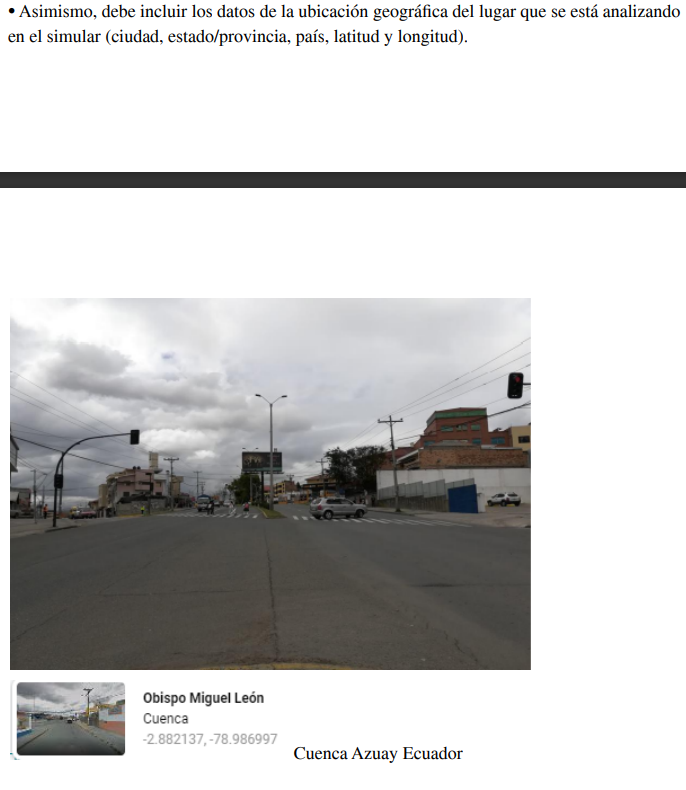 • Asimismo, debe incluir los datos de la ubicación geográfica del lugar que se está analizando
en el simular (ciudad, estado/provincia, país, latitud y longitud).
Obispo Miguel León
Cuenca
-2.882137, -78.986997
Cuenca Azuay Ecuador